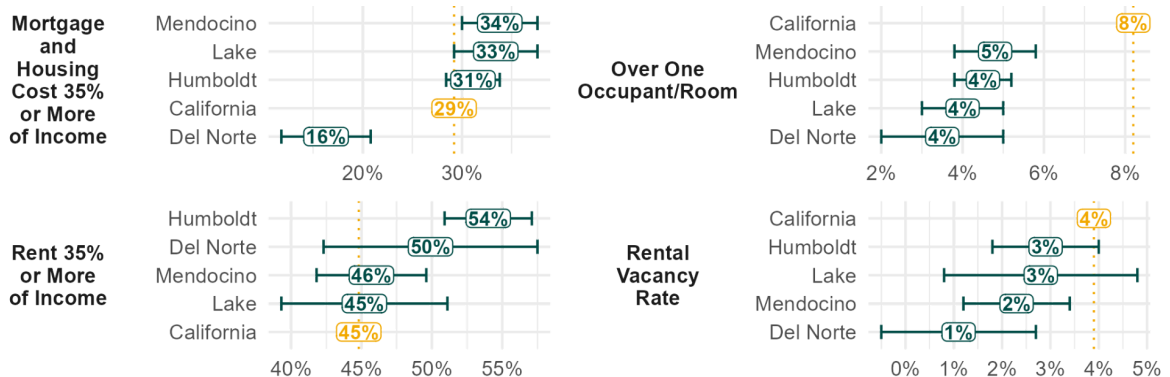 Mortgage
and
Housing
Cost 35%
or More
of Income
Mendocino 34%
Lake 33%
Humboldt 31%
California 29%
Del Norte 16%
20% 30%
Over One
Occupant/Room
California 8%
Mendocino 5%
Humboldt 4%
Lake 4%
Del Norte 4%
2% 4% 6% 8%
Rent 35%
or More
of Income
Humboldt 54%
Del Norte 50%
Mendocino 46%
Lake 45%
California 45%
40% 45% 50% 55%
Rental
Vacancy
Rate
California 4%
Humboldt 3%
Lake 3%
Mendocino 2%
Del Norte 1%
0% 1% 2% 3% 4% 5%